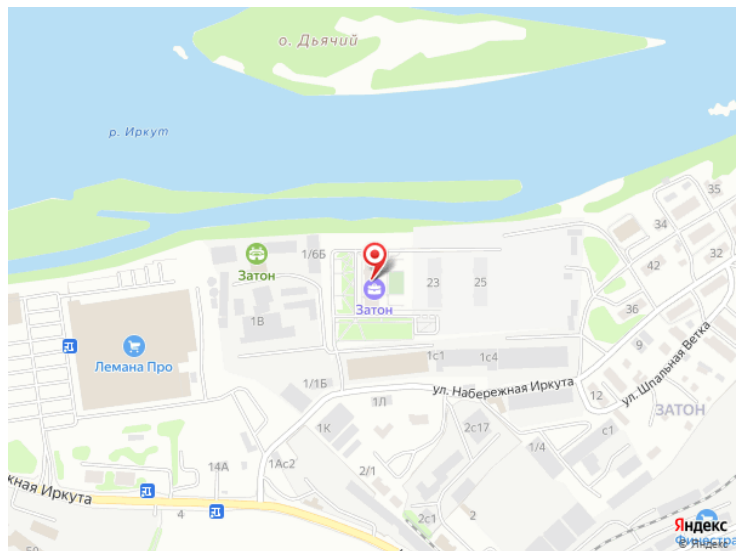 о. Дьячий
р. Иркут
35
34
32
42
36
9
1/6Б
Затон
Затон
23
25
1В
Лемана Про
1с1
1с4
ул. Шпальная Ветка
1/1Б
ул. Набережная Иркута
12
ЗАТОН
1Л
1К
2с17
с1
1/4
14А
1Ас2
2/1
жная Иркута
4
2с1
2
Финестра
Яндекс
© Яндекс